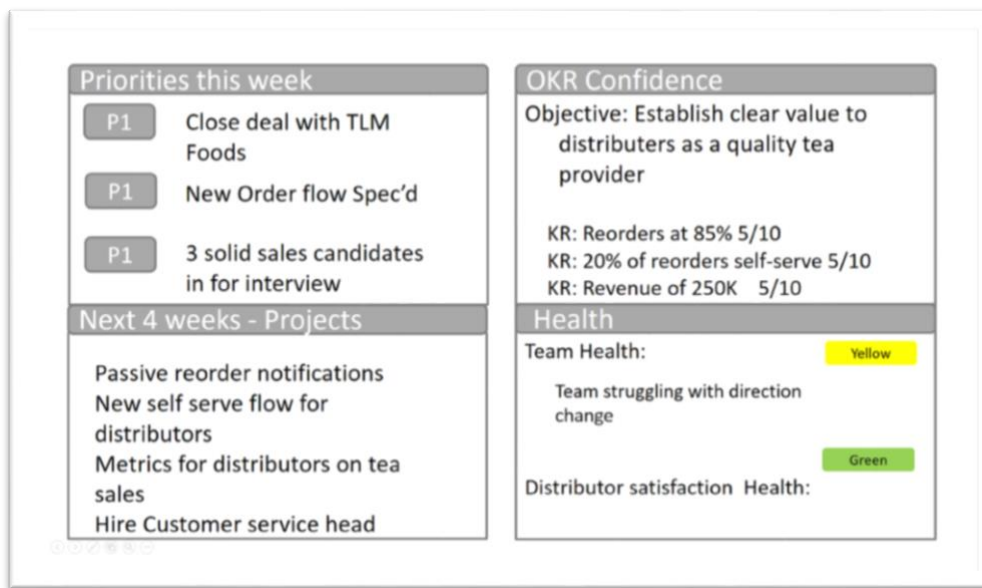 Priorities this week
P1
Close deal with TLM
Foods
P1
New Order flow Spec'd
P1
3 solid sales candidates
in for interview
OKR Confidence
Objective: Establish clear value to
distributers as a quality tea
provider
KR: Reorders at 85% 5/10
KR: 20% of reorders self-serve 5/10
KR: Revenue of 250K 5/10
Next 4 weeks - Projects
Passive reorder notifications
New self serve flow for
distributors
Metrics for distributors on tea
sales
Hire Customer service head
Health
Team Health:
Yellow
Team struggling with direction
change
Green
Distributor satisfaction Health: